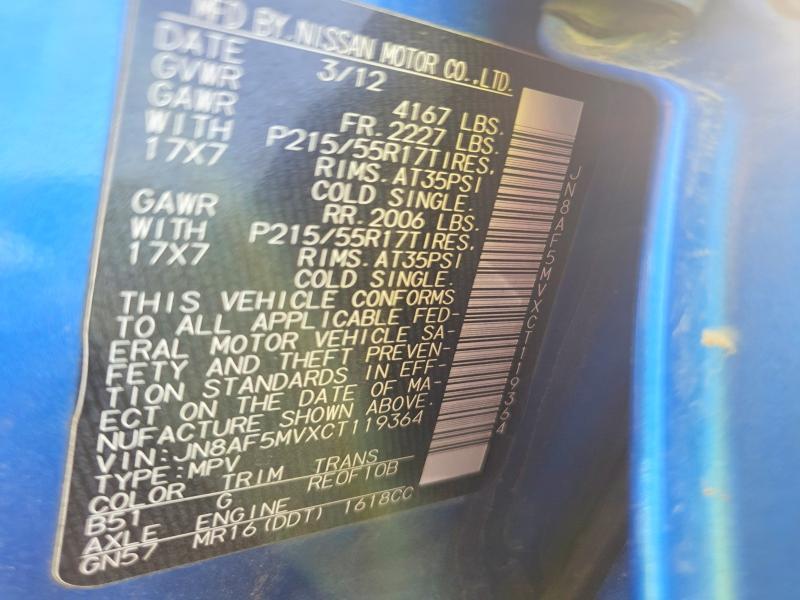 MFD BY.NISSAN MOTOR CO.,LTD.
DATE 3/12
GVWR 4167 LBS.
GAWR FR. 2227 LBS.
WITH P215/55R17TIRES,
17X7 RIMS.AT35PSI
COLD SINGLE.
GAWR RR. 2006 LBS.
WITH P215/55R17TIRES.
17X7 RIMS.AT35PSI
COLD SINGLE.
THIS VEHICLE CONFORMS
TO ALL APPLICABLE FED-
ERAL MOTOR VEHICLE SA-
FETY AND THEFT PREVEN-
TION STANDARDS IN EFF-
ECT ON THE DATE OF MA-
NUFACTURE SHOWN ABOVE.
VIN:JN8AF5MVXCT119364
TYPE:MPV
COLOR TRIM TRANS
B51 G RE0F10B
AXLE ENGINE
GN57 MR16(DDT) 1618CC
JN8AF5MVXCT119364